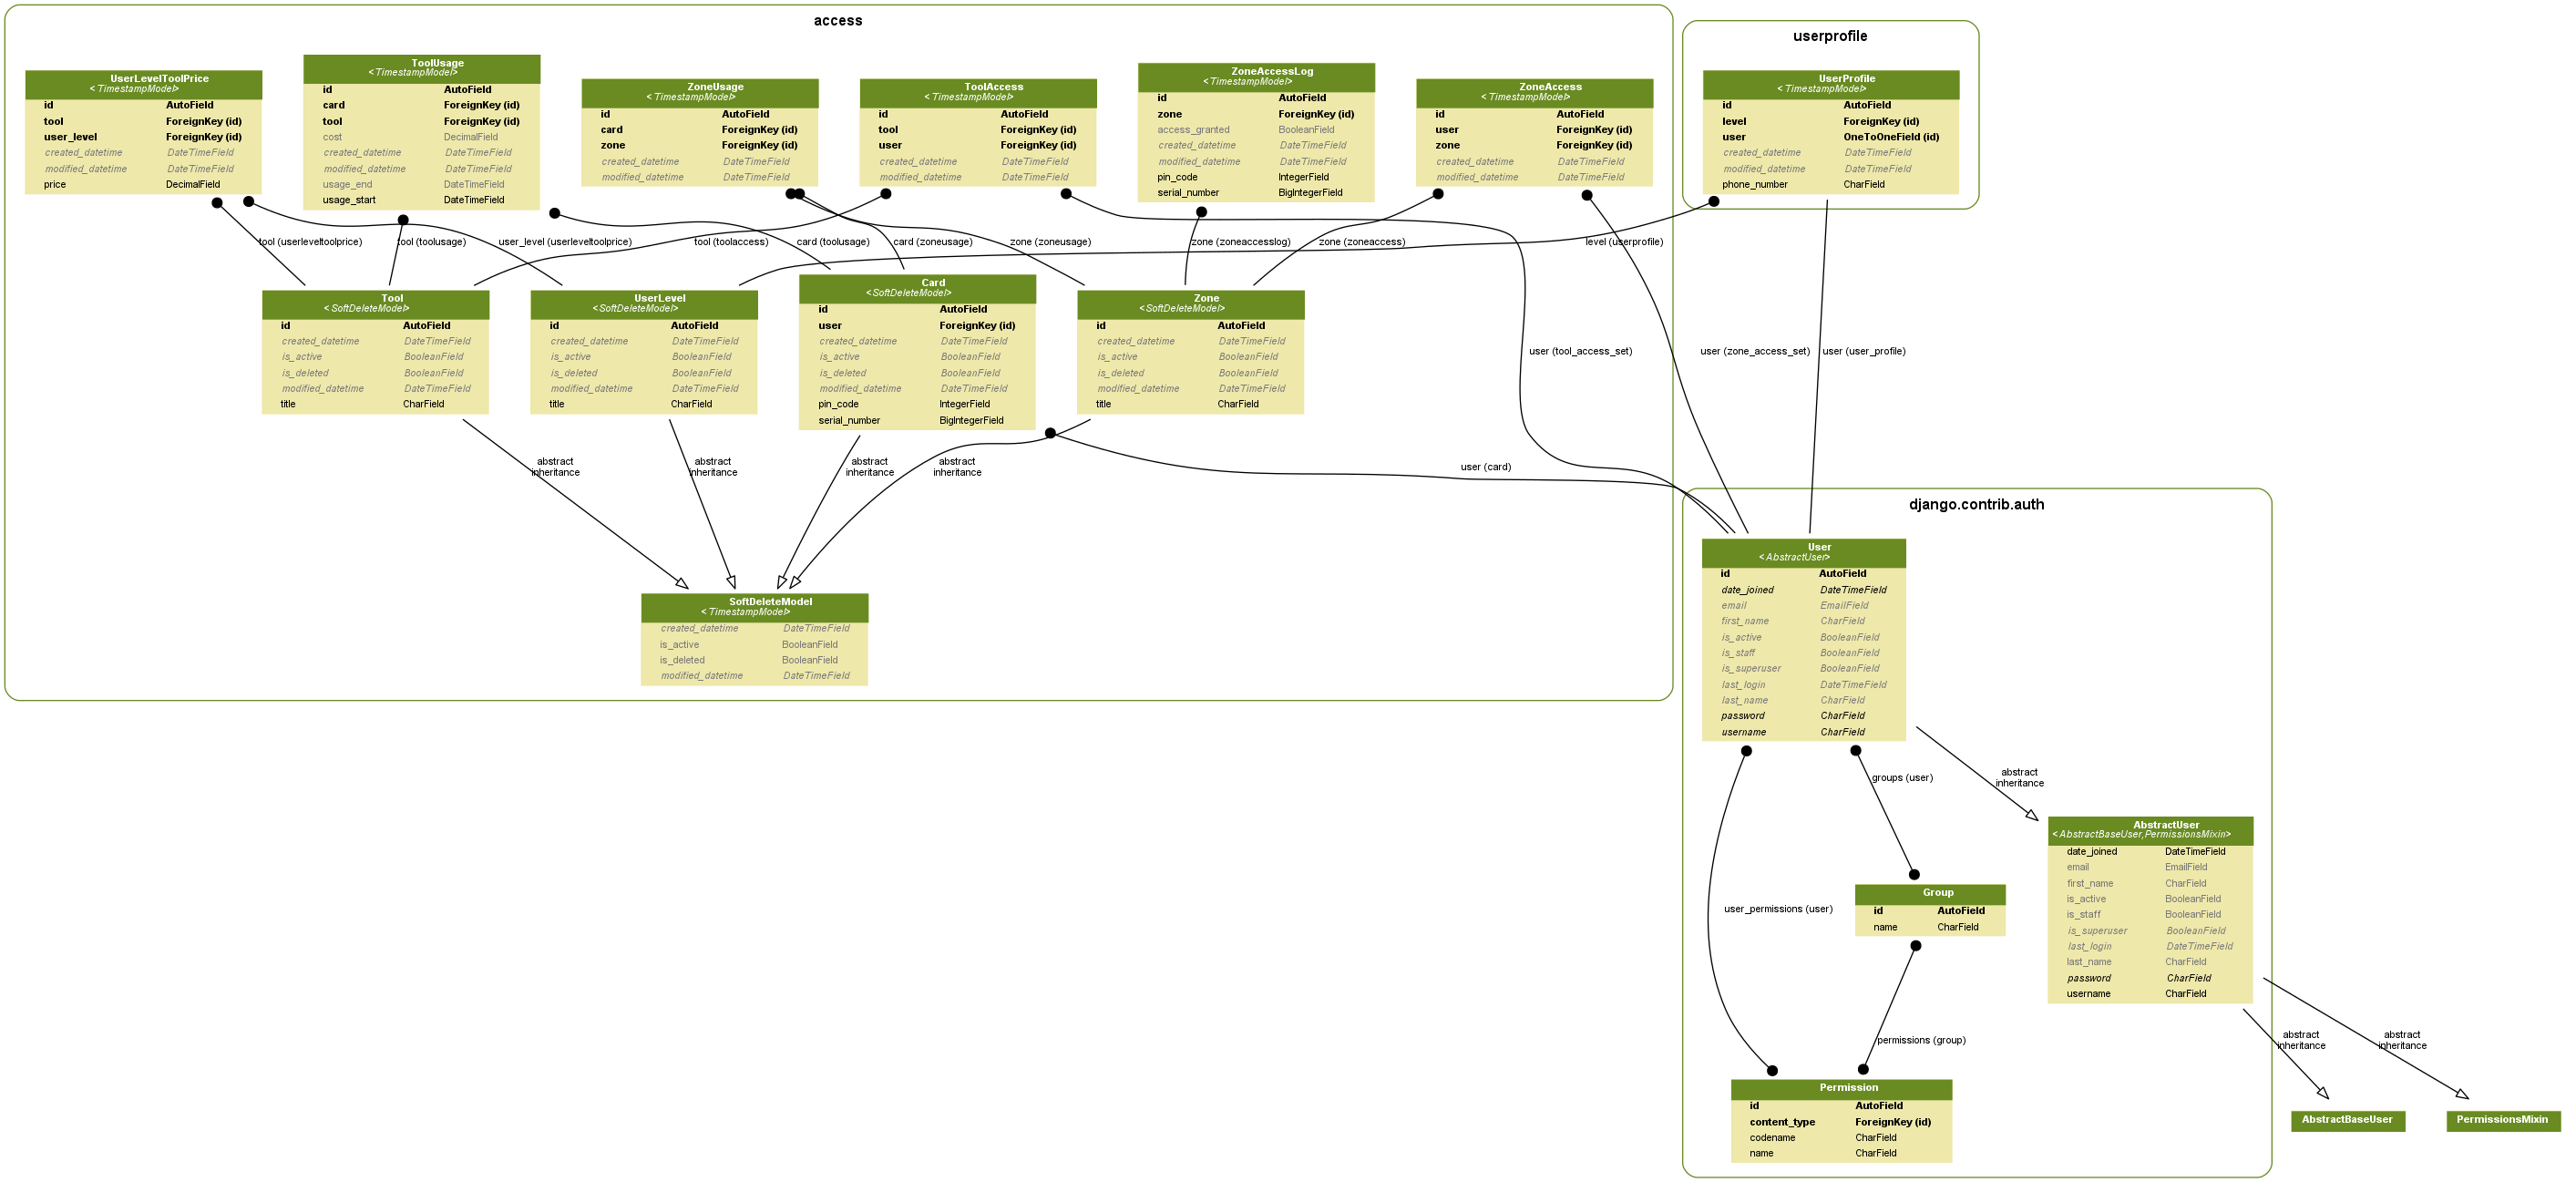 access
UserLevelToolPrice
<TimestampModel>
id AutoField
tool ForeignKey (id)
user_level ForeignKey (id)
created_datetime DateTimeField
modified_datetime DateTimeField
price DecimalField
ToolUsage
<TimestampModel>
id AutoField
card ForeignKey (id)
tool ForeignKey (id)
cost DecimalField
created_datetime DateTimeField
modified_datetime DateTimeField
usage_end DateTimeField
usage_start DateTimeField
ZoneUsage
<TimestampModel>
id AutoField
card ForeignKey (id)
zone ForeignKey (id)
created_datetime DateTimeField
modified_datetime DateTimeField
ToolAccess
<TimestampModel>
id AutoField
tool ForeignKey (id)
user ForeignKey (id)
created_datetime DateTimeField
modified_datetime DateTimeField
ZoneAccessLog
<TimestampModel>
id AutoField
zone ForeignKey (id)
access_granted BooleanField
created_datetime DateTimeField
modified_datetime DateTimeField
pin_code IntegerField
serial_number BigIntegerField
ZoneAccess
<TimestampModel>
id AutoField
user ForeignKey (id)
zone ForeignKey (id)
created_datetime DateTimeField
modified_datetime DateTimeField
userprofile
UserProfile
<TimestampModel>
id AutoField
level ForeignKey (id)
user OneToOneField (id)
created_datetime DateTimeField
modified_datetime DateTimeField
phone_number CharField
tool (userleveltoolprice)
tool (toolusage)
user_level (userleveltoolprice)
tool (toolaccess)
card (toolusage)
card (zoneusage)
zone (zoneusage)
zone (zoneaccesslog)
zone (zoneaccess)
level (userprofile)
Tool
<SoftDeleteModel>
id AutoField
created_datetime DateTimeField
is_active BooleanField
is_deleted BooleanField
modified_datetime DateTimeField
title CharField
UserLevel
<SoftDeleteModel>
id AutoField
created_datetime DateTimeField
is_active BooleanField
is_deleted BooleanField
modified_datetime DateTimeField
title CharField
Card
<SoftDeleteModel>
id AutoField
user ForeignKey (id)
created_datetime DateTimeField
is_active BooleanField
is_deleted BooleanField
modified_datetime DateTimeField
pin_code IntegerField
serial_number BigIntegerField
Zone
<SoftDeleteModel>
id AutoField
created_datetime DateTimeField
is_active BooleanField
is_deleted BooleanField
modified_datetime DateTimeField
title CharField
user (tool_access_set)
user (zone_access_set)
user (user_profile)
abstract
inheritance
abstract
inheritance
abstract
inheritance
abstract
inheritance
user (card)
SoftDeleteModel
<TimestampModel>
created_datetime DateTimeField
is_active BooleanField
is_deleted BooleanField
modified_datetime DateTimeField
django.contrib.auth
User
<AbstractUser>
id AutoField
date_joined DateTimeField
email EmailField
first_name CharField
is_active BooleanField
is_staff BooleanField
is_superuser BooleanField
last_login DateTimeField
last_name CharField
password CharField
username CharField
groups (user)
abstract
inheritance
AbstractUser
<AbstractBaseUser,PermissionsMixin>
date_joined DateTimeField
email EmailField
first_name CharField
is_active BooleanField
is_staff BooleanField
is_superuser BooleanField
last_login DateTimeField
last_name CharField
password CharField
username CharField
Group
id AutoField
name CharField
user_permissions (user)
permissions (group)
abstract
inheritance
abstract
inheritance
Permission
id AutoField
content_type ForeignKey (id)
codename CharField
name CharField
AbstractBaseUser
PermissionsMixin